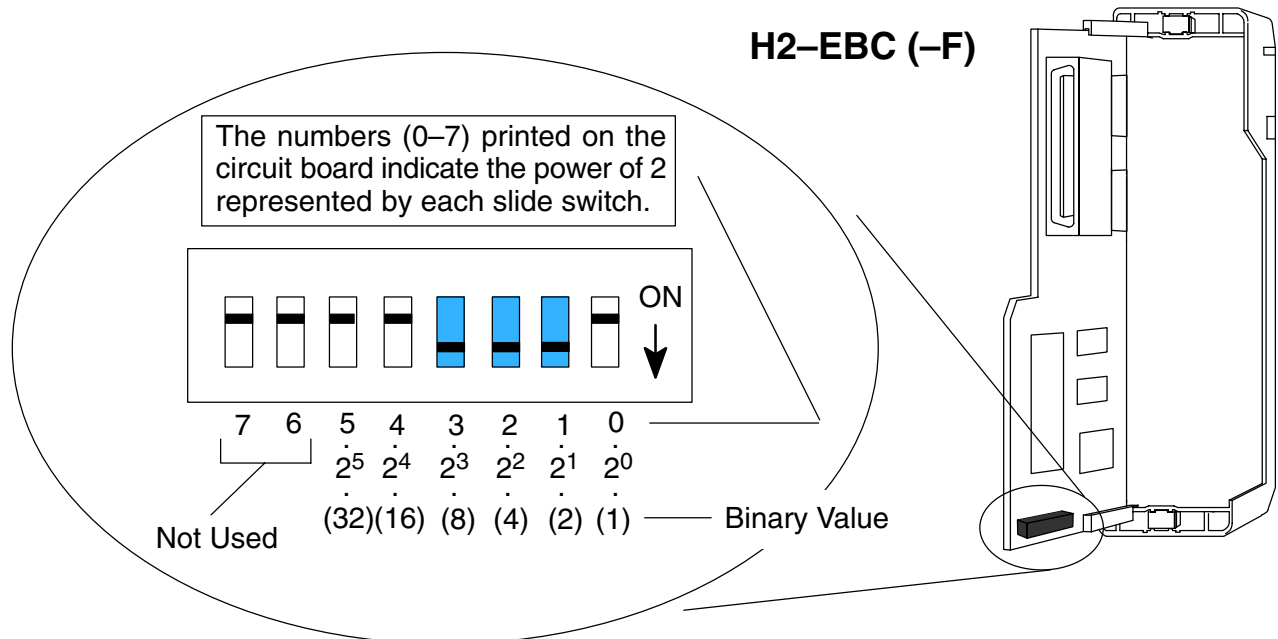 H2–EBC (–F)
The numbers (0–7) printed on the
circuit board indicate the power of 2
represented by each slide switch.
ON
7 6 5 4 3 2 1 0
2⁵ 2⁴ 2³ 2² 2¹ 2⁰
(32)(16) (8) (4) (2) (1)
Binary Value
Not Used